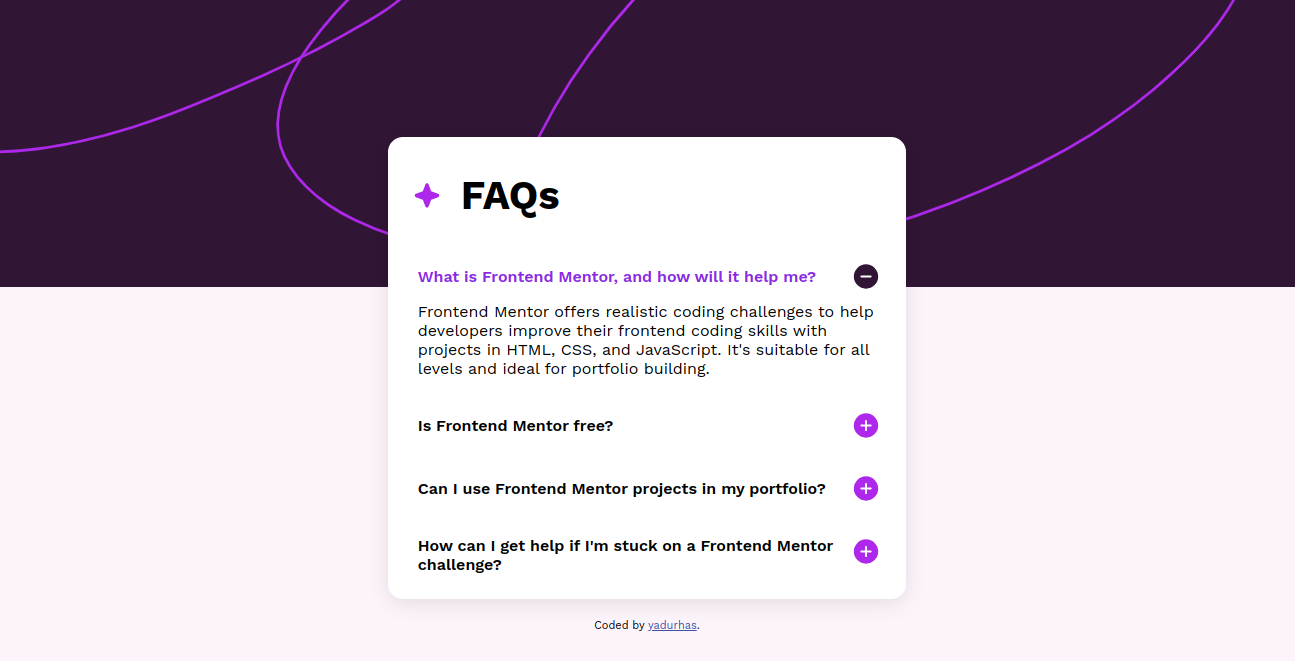 FAQs
What is Frontend Mentor, and how will it help me?
Frontend Mentor offers realistic coding challenges to help
developers improve their frontend coding skills with
projects in HTML, CSS, and JavaScript. It's suitable for all
levels and ideal for portfolio building.
Is Frontend Mentor free?
Can I use Frontend Mentor projects in my portfolio?
How can I get help if I'm stuck on a Frontend Mentor
challenge?
Coded by yadurhas.